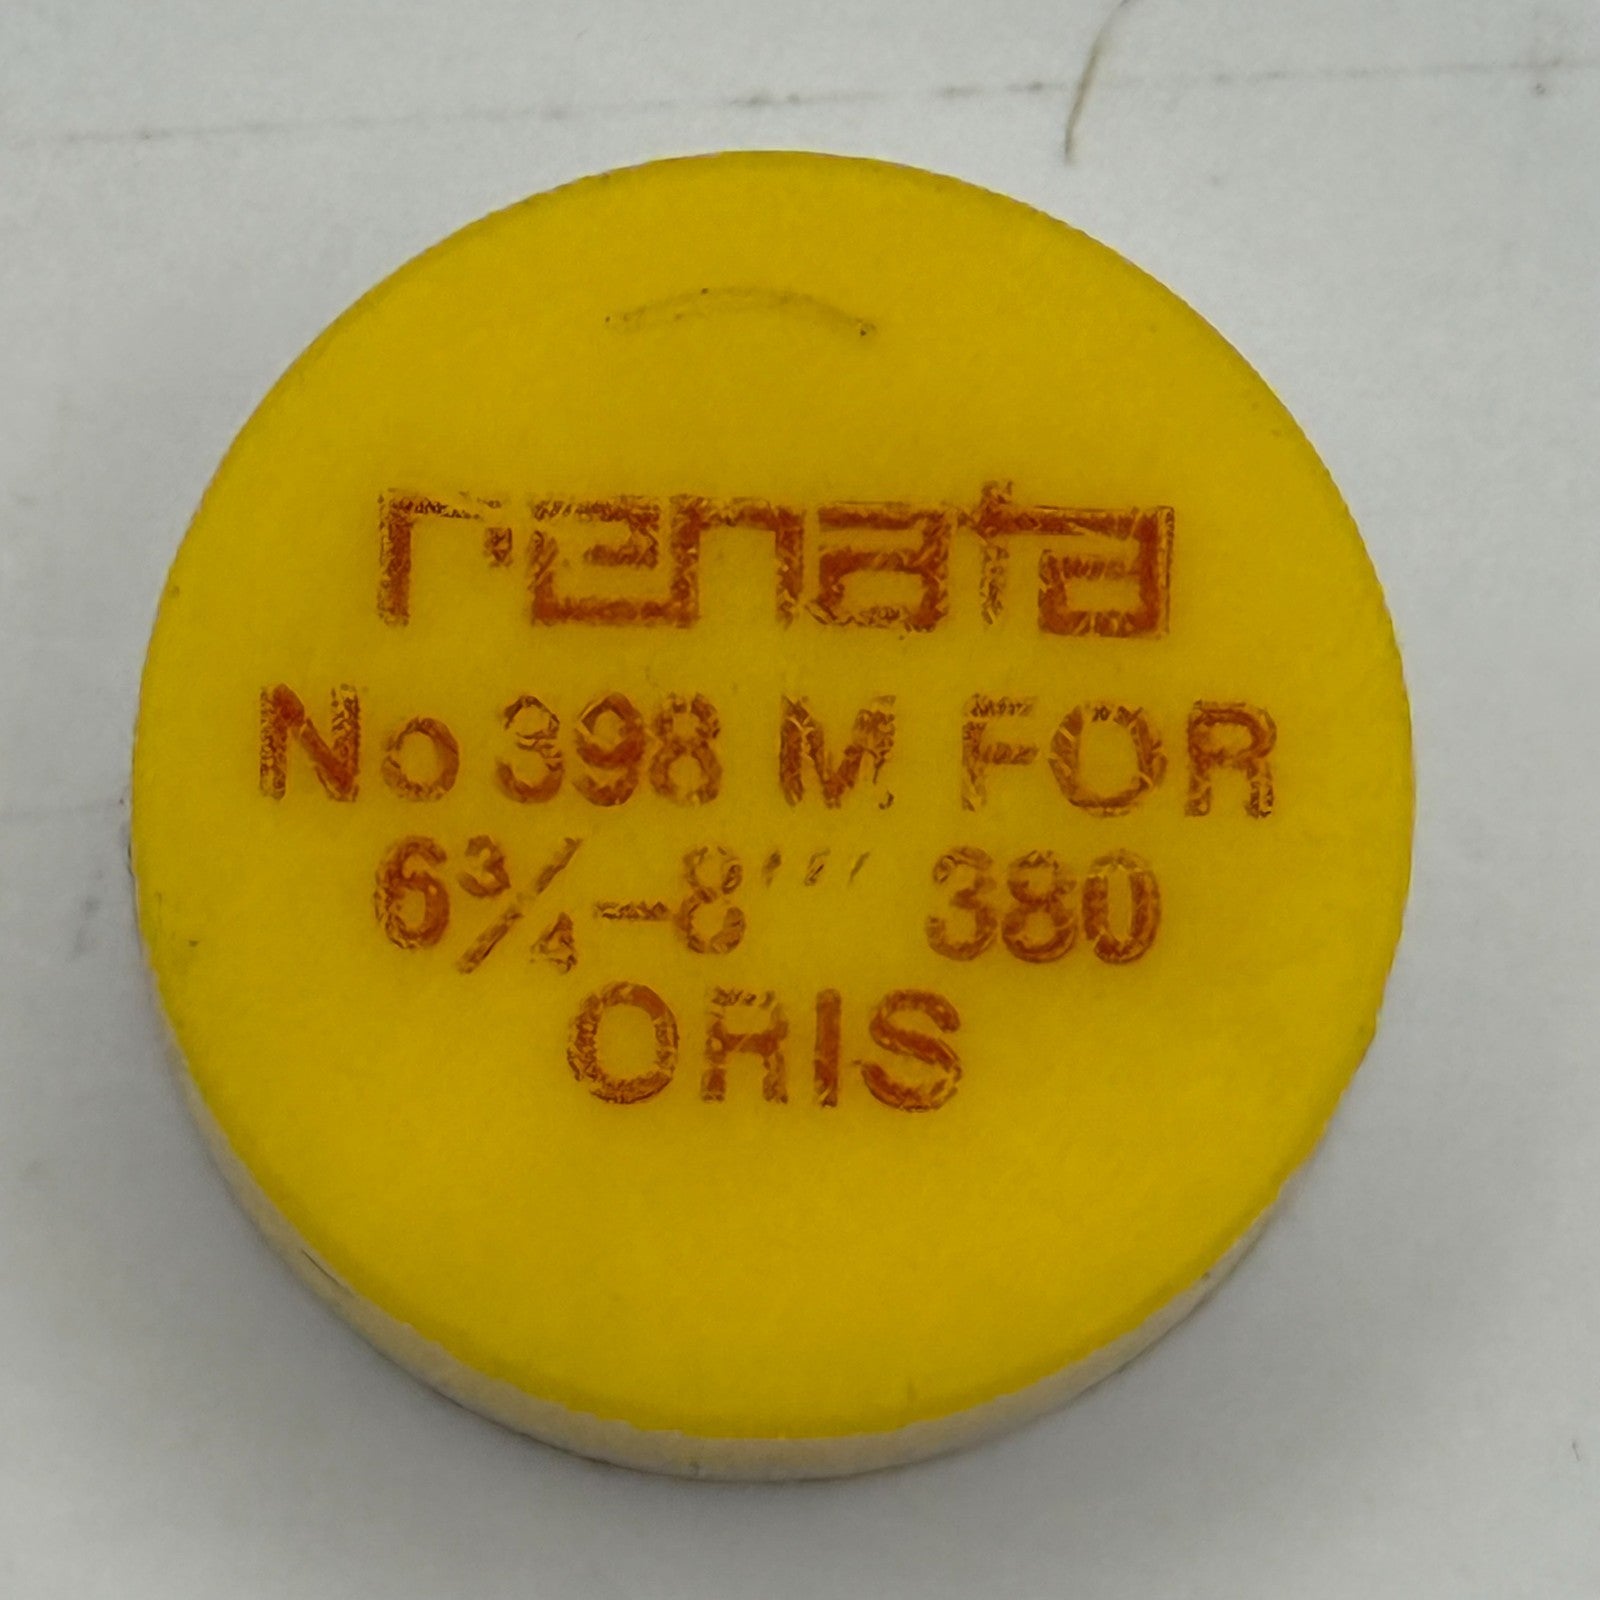 renata
No 398 M FOR
6¾-8''' 380
ORIS